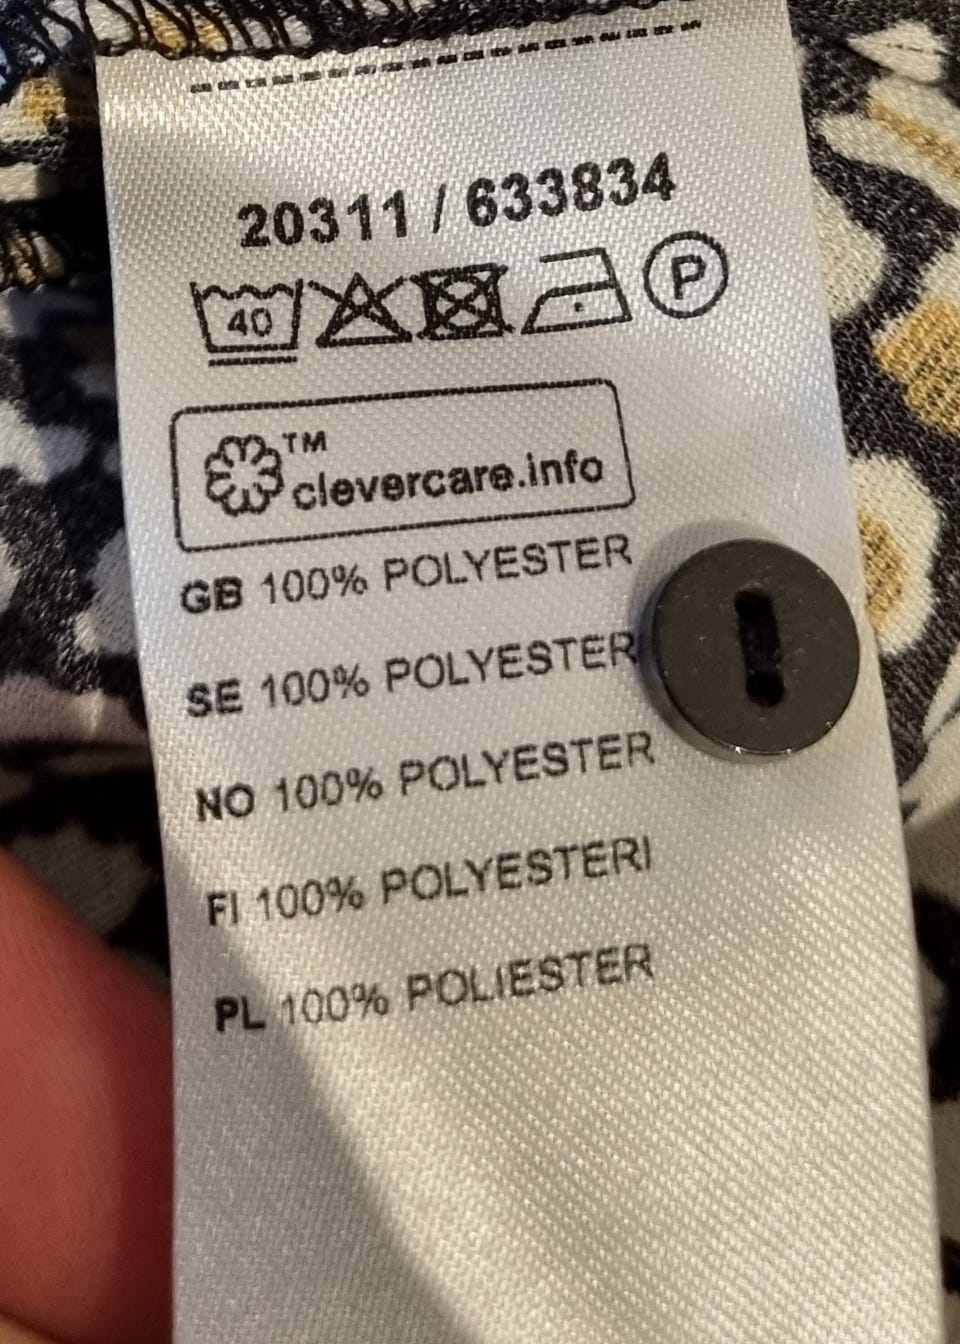 20311 / 633834
40 P
TM
clevercare.info
GB 100% POLYESTER
SE 100% POLYESTER
NO 100% POLYESTER
FI 100% POLYESTERI
PL 100% POLIESTER